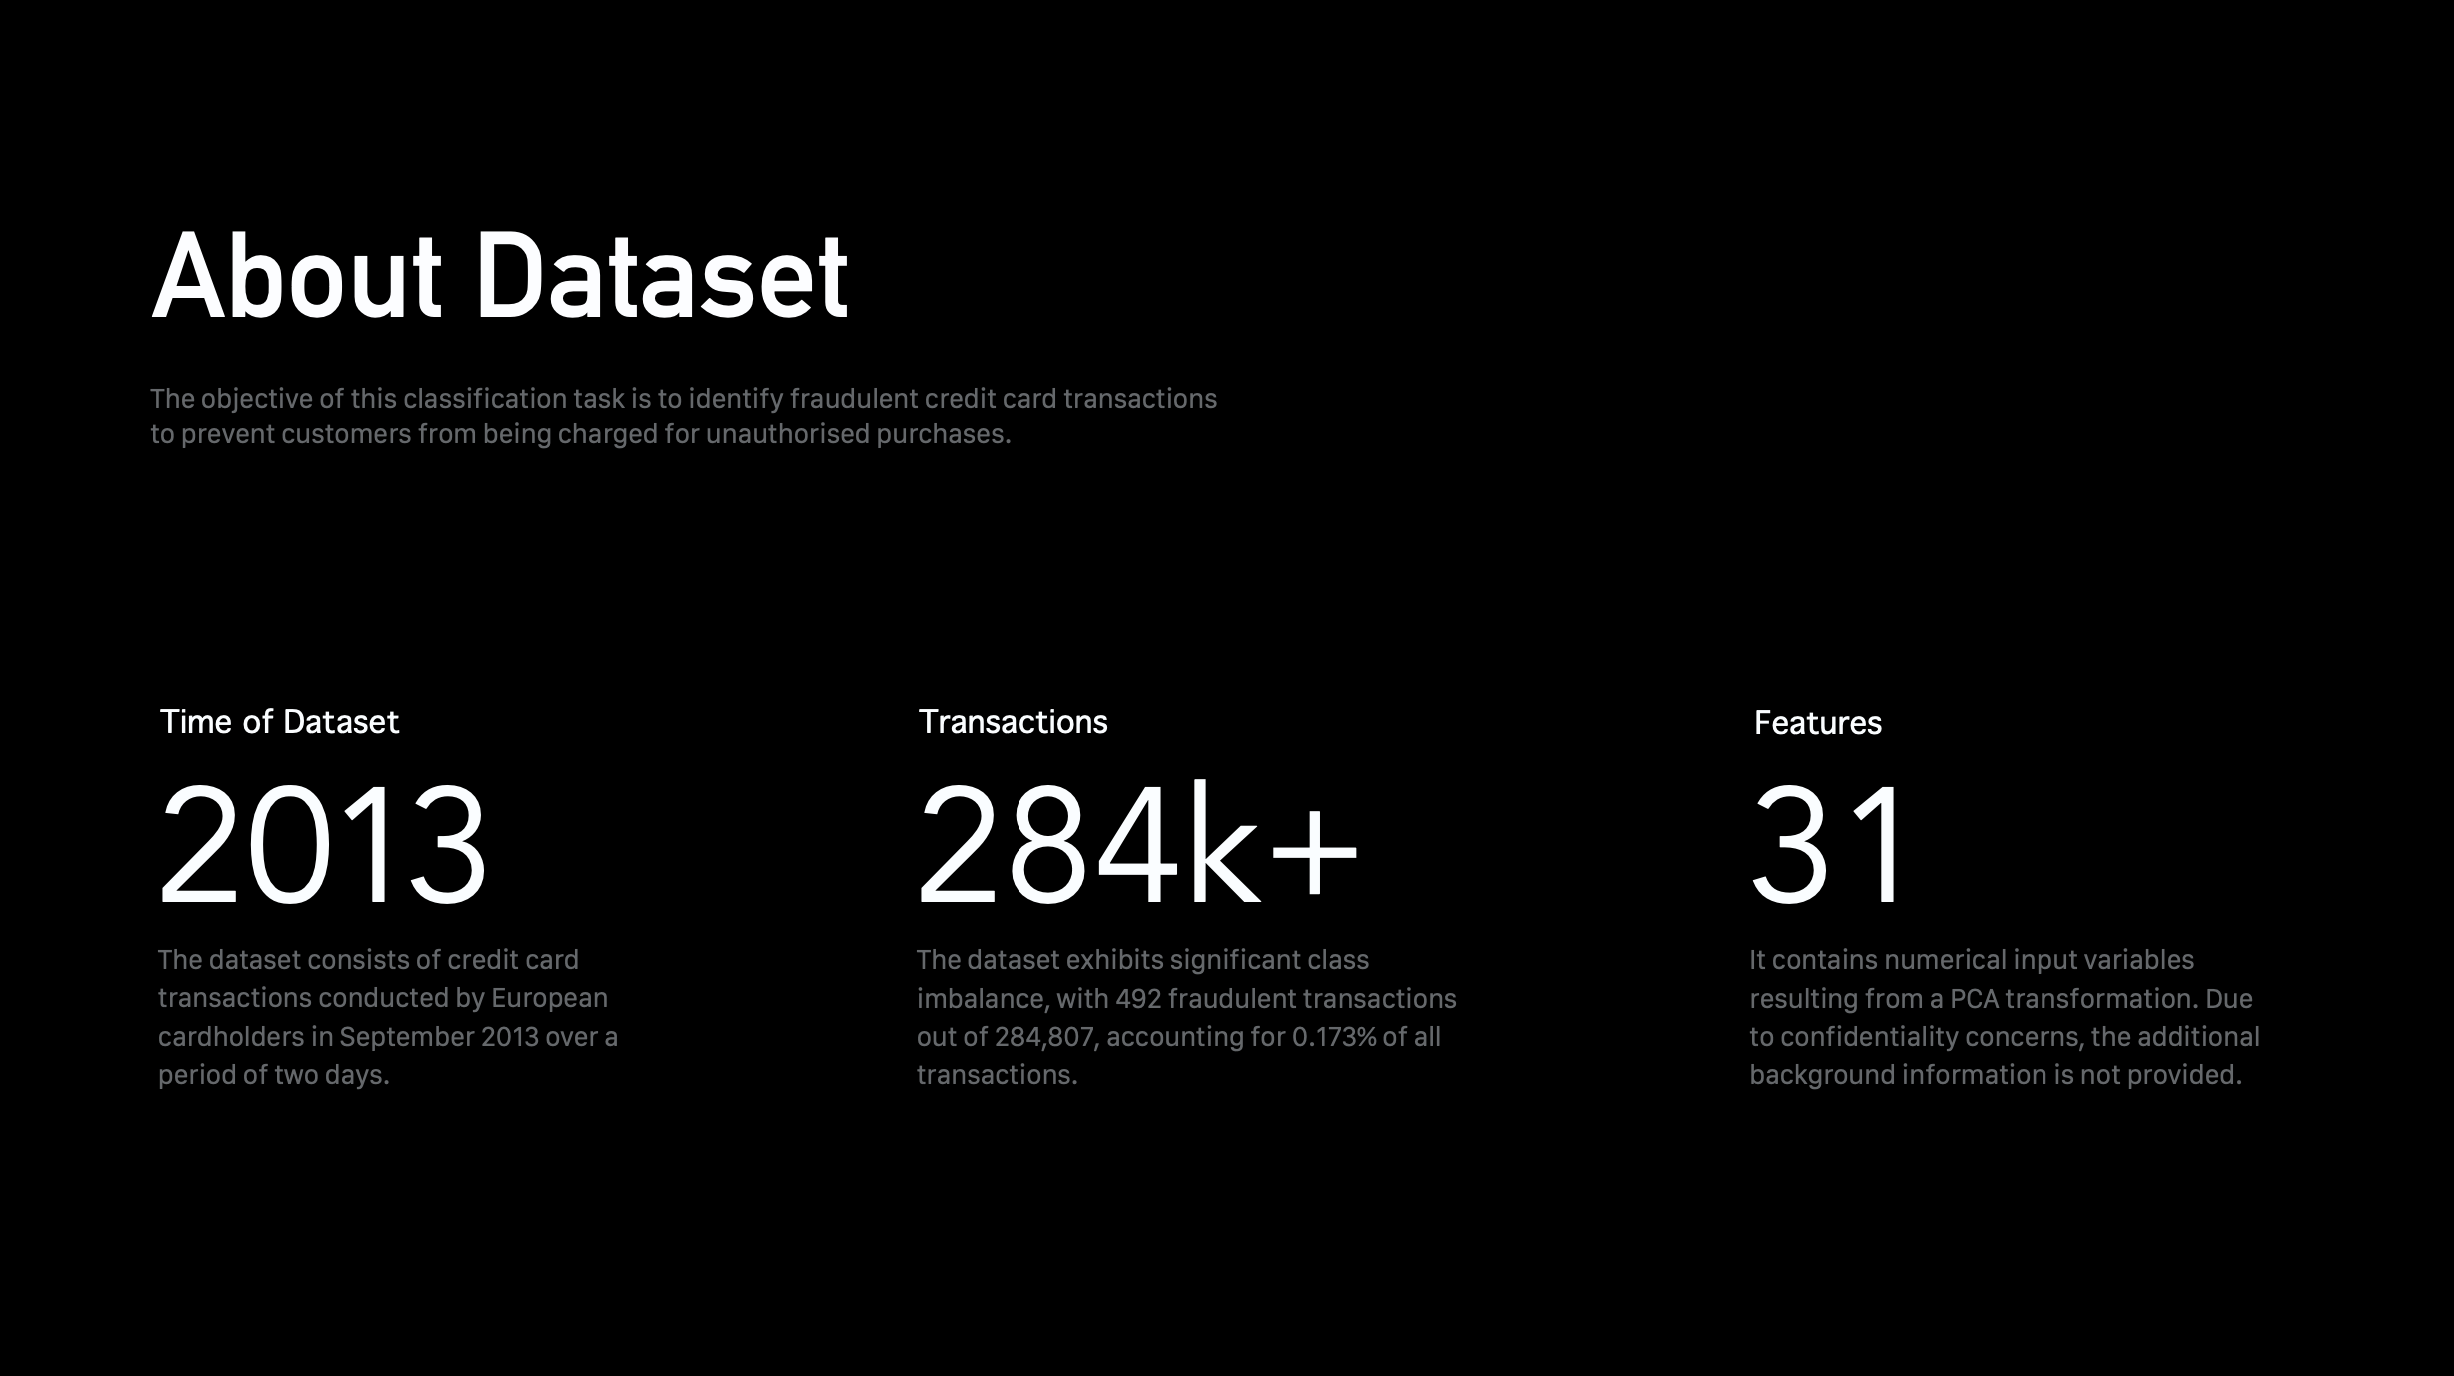 About Dataset
The objective of this classification task is to identify fraudulent credit card transactions
to prevent customers from being charged for unauthorised purchases.
Time of Dataset
2013
The dataset consists of credit card
transactions conducted by European
cardholders in September 2013 over a
period of two days.
Transactions
284k+
The dataset exhibits significant class
imbalance, with 492 fraudulent transactions
out of 284,807, accounting for 0.173% of all
transactions.
Features
31
It contains numerical input variables
resulting from a PCA transformation. Due
to confidentiality concerns, the additional
background information is not provided.